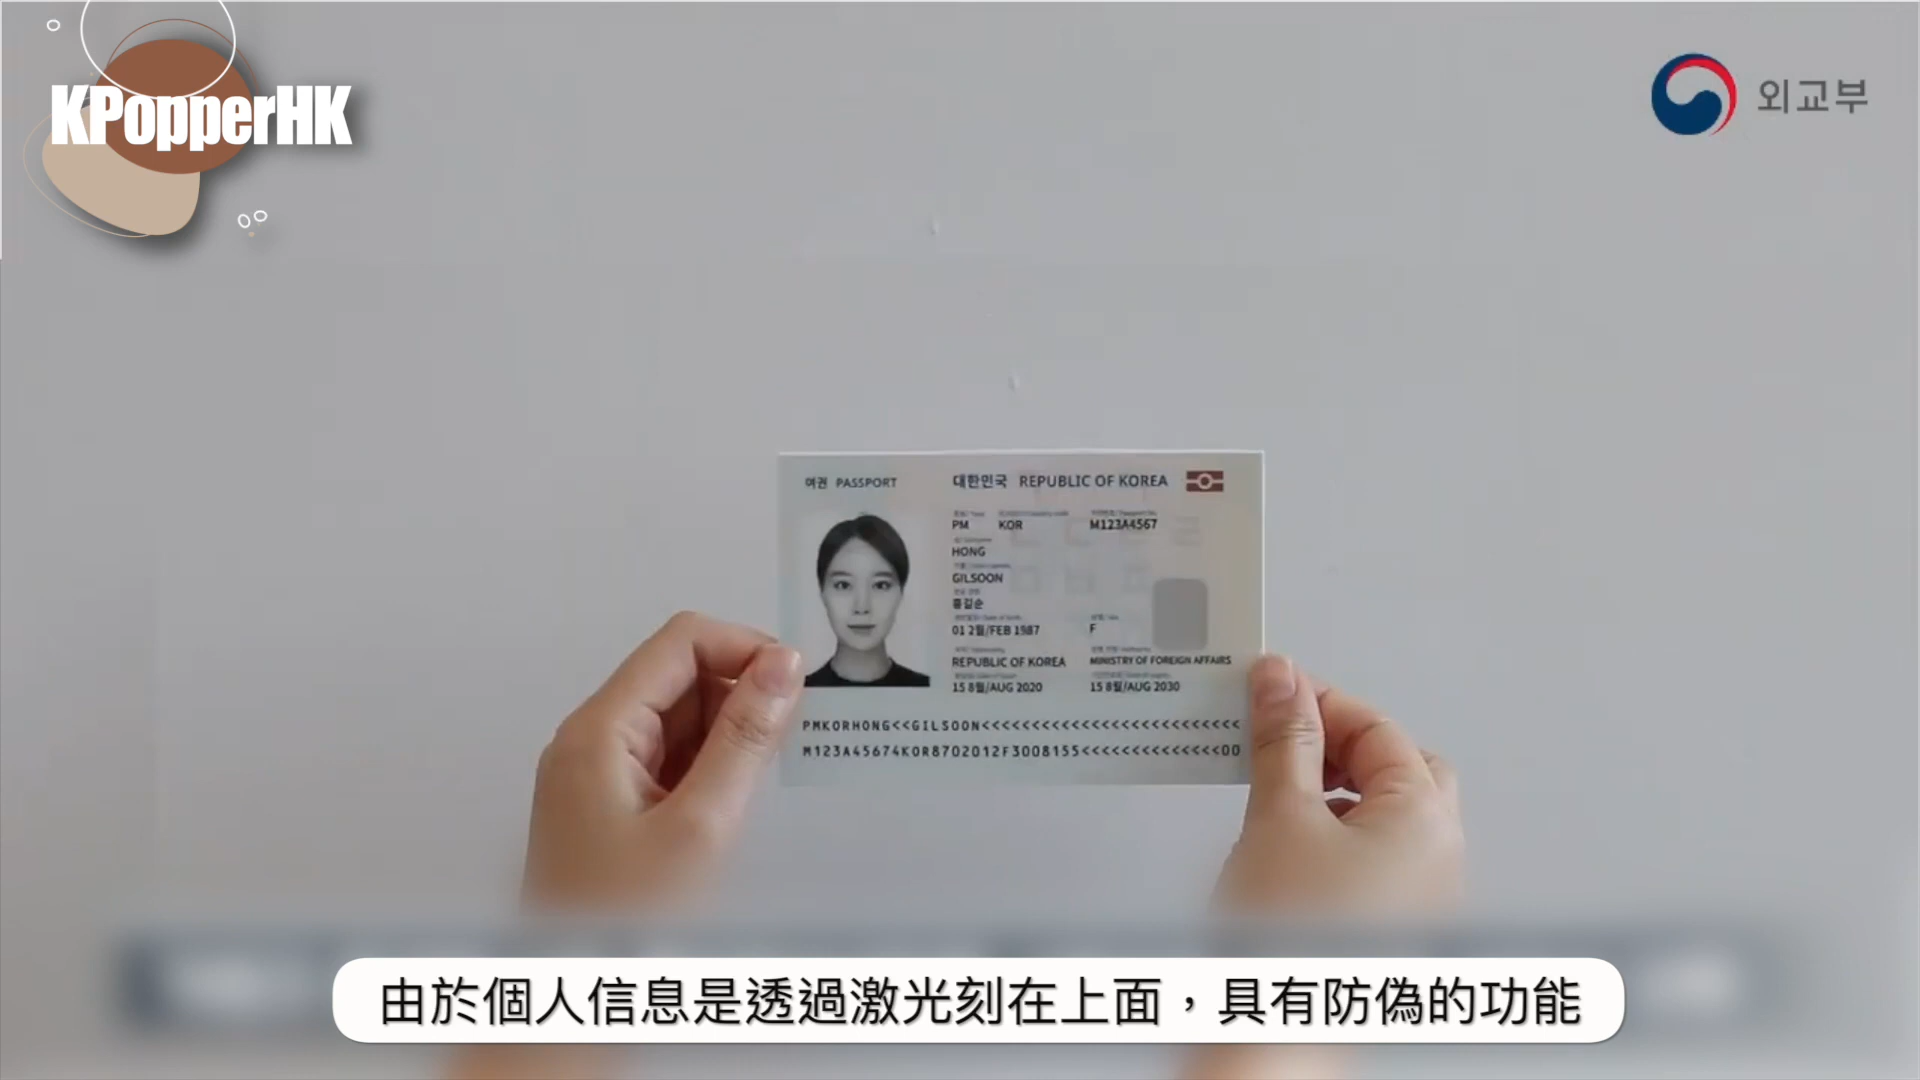 KPopperHK
외교부
여권 PASSPORT
대한민국 REPUBLIC OF KOREA
PM KOR M123A4567
HONG
GILSOON
홍길순
01 2월/FEB 1987 F
REPUBLIC OF KOREA MINISTRY OF FOREIGN AFFAIRS
15 8월/AUG 2020 15 8월/AUG 2030
PMKORHONG<<GILSOON<<<<<<<<<<<<<<<<<<<<<<<<<<
M123A45674KOR8702012F3008155<<<<<<<<<<<<<<00
由於個人信息是透過激光刻在上面，具有防偽的功能